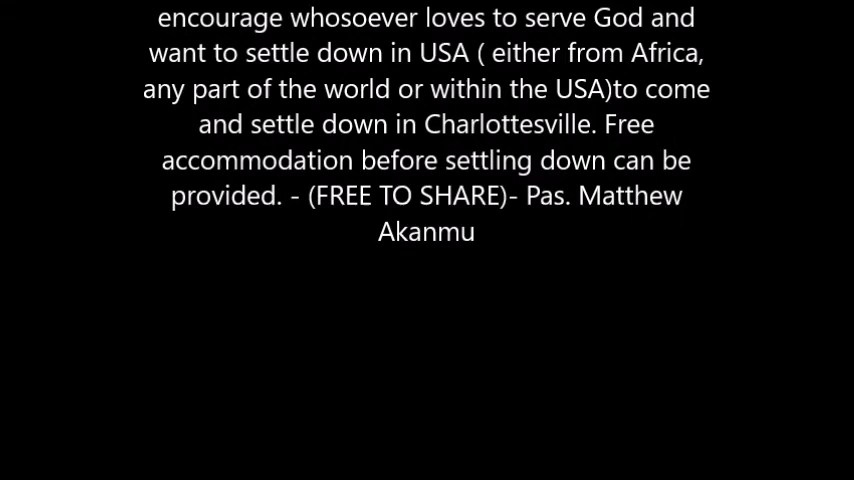 encourage whosoever loves to serve God and
want to settle down in USA ( either from Africa,
any part of the world or within the USA)to come
and settle down in Charlottesville. Free
accommodation before settling down can be
provided. - (FREE TO SHARE)- Pas. Matthew
Akanmu